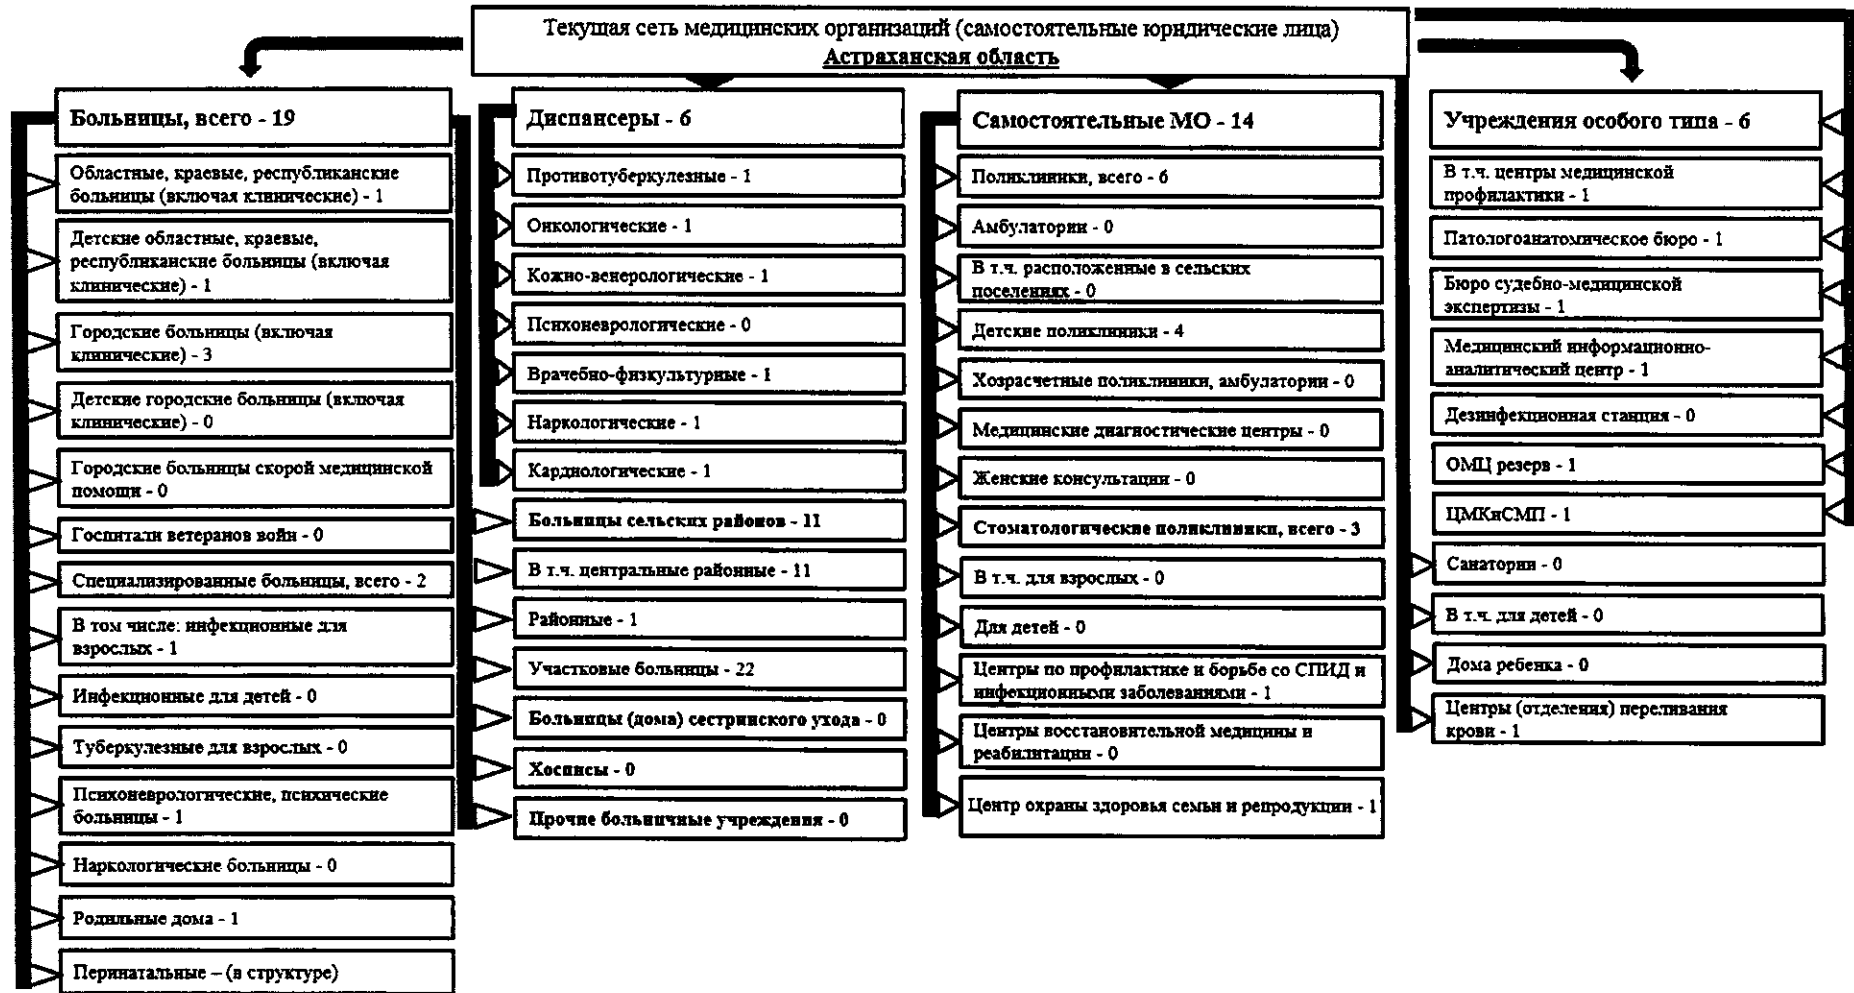 Текущая сеть медицинских организаций (самостоятельные юридические лица)
Астраханская область
Больницы, всего - 19
Областные, краевые, республиканские
больницы (включая клинические) - 1
Детские областные, краевые,
республиканские больницы (включая
клинические) - 1
Городские больницы (включая
клинические) - 3
Детские городские больницы (включая
клинические) - 0
Городские больницы скорой медицинской
помощи - 0
Госпитали ветеранов войн - 0
Специализированные больницы, всего - 2
В том числе: инфекционные для
взрослых - 1
Инфекционные для детей - 0
Туберкулезные для взрослых - 0
Психоневрологические, психические
больницы - 1
Наркологические больницы - 0
Родильные дома - 1
Перинатальные – (в структуре)
Диспансеры - 6
Противотуберкулезные - 1
Онкологические - 1
Кожно-венерологические - 1
Психоневрологические - 0
Врачебно-физкультурные - 1
Наркологические - 1
Кардиологические - 1
Больницы сельских районов - 11
В т.ч. центральные районные - 11
Районные - 1
Участковые больницы - 22
Больницы (дома) сестринского ухода - 0
Хосписы - 0
Прочие больничные учреждения - 0
Самостоятельные МО - 14
Поликлиники, всего - 6
Амбулатории - 0
В т.ч. расположенные в сельских
поселениях - 0
Детские поликлиники - 4
Хозрасчетные поликлиники, амбулатории - 0
Медицинские диагностические центры - 0
Женские консультации - 0
Стоматологические поликлиники, всего - 3
В т.ч. для взрослых - 0
Для детей - 0
Центры по профилактике и борьбе со СПИД и
инфекционными заболеваниями - 1
Центры восстановительной медицины и
реабилитации - 0
Центр охраны здоровья семьи и репродукции - 1
Учреждения особого типа - 6
В т.ч. центры медицинской
профилактики - 1
Патологоанатомическое бюро - 1
Бюро судебно-медицинской
экспертизы - 1
Медицинский информационно-
аналитический центр - 1
Дезинфекционная станция - 0
ОМЦ резерв - 1
ЦМКиСМП - 1
Санатории - 0
В т.ч. для детей - 0
Дома ребенка - 0
Центры (отделения) переливания
крови - 1